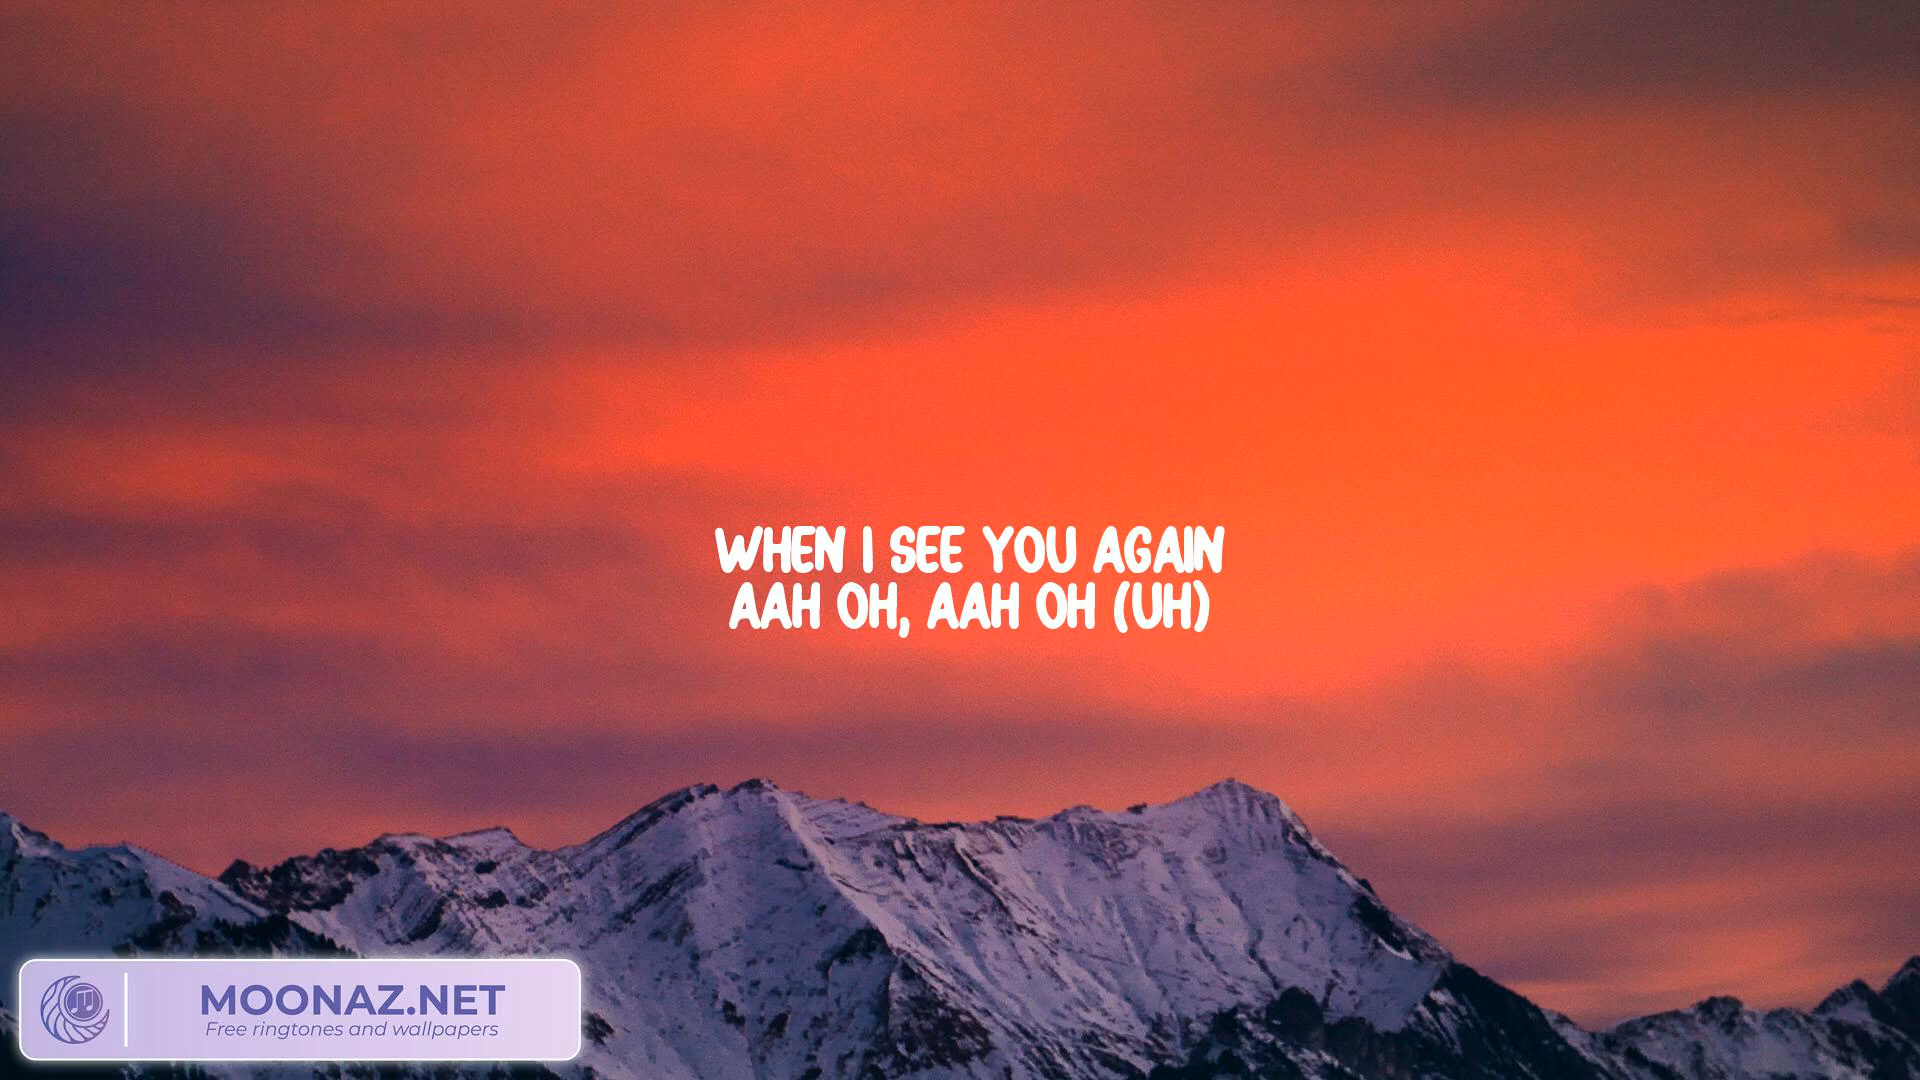 WHEN I SEE YOU AGAIN
AAH OH, AAH OH (UH)
MOONAZ.NET
Free ringtones and wallpapers